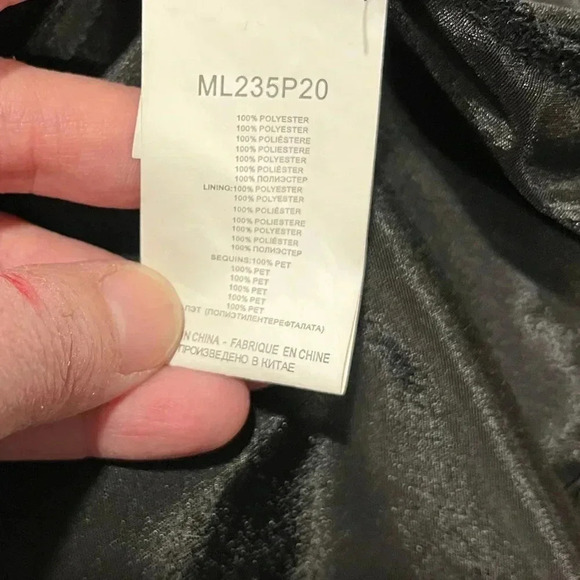 ML235P20
100% POLYESTER
100% POLYESTER
100% POLIÉSTERE
100% POLIESTERE
100% POLYESTER
100% POLIÉSTER
100% ПОЛИЭСТЕР
LINING:100% POLYESTER
100% POLYESTER
100% POLIÉSTER
100% POLIESTERE
100% POLYESTER
100% POLIÉSTER
100% ПОЛИЭСТЕР
SEQUINS:100% PET
100% PET
100% PET
100% PET
100% PET
100% PET
ПЭТ (ПОЛИЭТИЛЕНТЕРЕФТАЛАТА)
IN CHINA - FABRIQUE EN CHINE
ПРОИЗВЕДЕНО В КИТАЕ